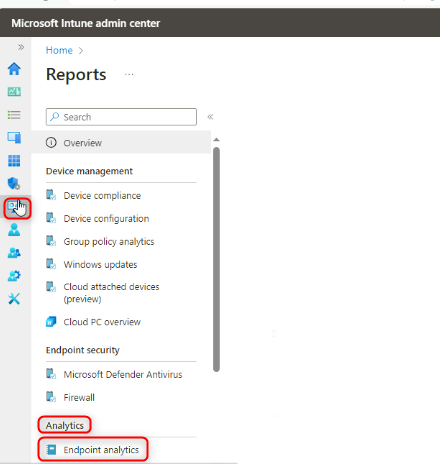 Microsoft Intune admin center
»
Home >
Reports ...
Search «
Overview
Device management
Device compliance
Device configuration
Group policy analytics
Windows updates
Cloud attached devices
(preview)
Cloud PC overview
Endpoint security
Microsoft Defender Antivirus
Firewall
Analytics
Endpoint analytics